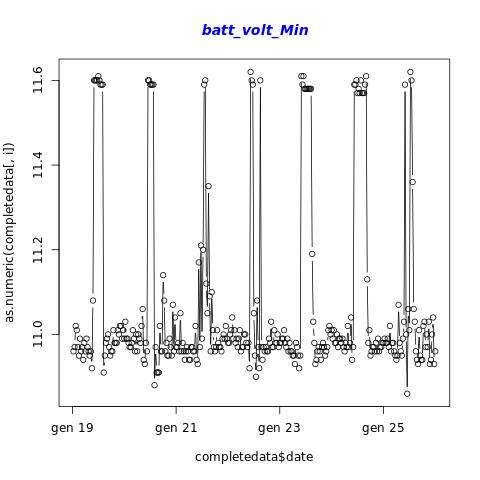 batt_volt_Min
as.numeric(completedata[, i])
11.6
11.4
11.2
11.0
gen 19
gen 21
gen 23
gen 25
completedata$date